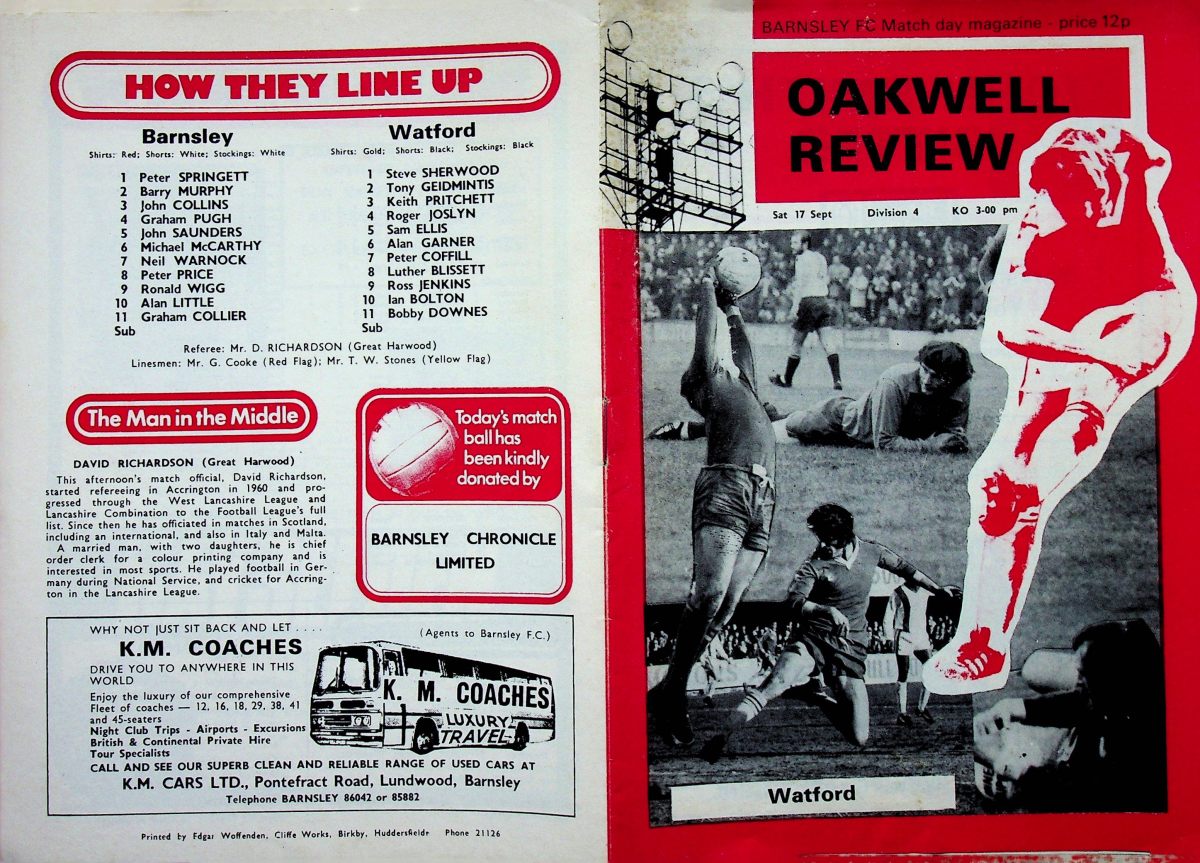 HOW THEY LINE UP
Barnsley
Shirts: Red; Shorts: White; Stockings: White
1 Peter SPRINGETT
2 Barry MURPHY
3 John COLLINS
4 Graham PUGH
5 John SAUNDERS
6 Michael McCARTHY
7 Neil WARNOCK
8 Peter PRICE
9 Ronald WIGG
10 Alan LITTLE
11 Graham COLLIER
Sub
Watford
Shirts: Gold; Shorts: Black; Stockings: Black
1 Steve SHERWOOD
2 Tony GEIDMINTIS
3 Keith PRITCHETT
4 Roger JOSLYN
5 Sam ELLIS
6 Alan GARNER
7 Peter COFFILL
8 Luther BLISSETT
9 Ross JENKINS
10 Ian BOLTON
11 Bobby DOWNES
Sub
Referee: Mr. D. RICHARDSON (Great Harwood)
Linesmen: Mr. G. Cooke (Red Flag); Mr. T. W. Stones (Yellow Flag)
The Man in the Middle
DAVID RICHARDSON (Great Harwood)
This afternoon's match official, David Richardson,
started refereeing in Accrington in 1960 and pro-
gressed through the West Lancashire League and
Lancashire Combination to the Football League's full
list. Since then he has officiated in matches in Scotland,
including an international, and also in Italy and Malta.
A married man, with two daughters, he is chief
order clerk for a colour printing company and is
interested in most sports. He played football in Ger-
many during National Service, and cricket for Accring-
ton in the Lancashire League.
Today's match
ball has
been kindly
donated by
BARNSLEY CHRONICLE
LIMITED
WHY NOT JUST SIT BACK AND LET . . . .
(Agents to Barnsley F.C.)
K.M. COACHES
DRIVE YOU TO ANYWHERE IN THIS
WORLD
Enjoy the luxury of our comprehensive
Fleet of coaches — 12, 16, 18, 29, 38, 41
and 45-seaters
Night Club Trips - Airports - Excursions
British & Continental Private Hire
Tour Specialists
K. M. COACHES
LUXURY
TRAVEL
CALL AND SEE OUR SUPERB CLEAN AND RELIABLE RANGE OF USED CARS AT
K.M. CARS LTD., Pontefract Road, Lundwood, Barnsley
Telephone BARNSLEY 86042 or 85882
Printed by Edgar Woffenden, Cliffe Works, Birkby, Huddersfield Phone 21126
BARNSLEY FC Match day magazine - price 12p
OAKWELL
REVIEW
Sat 17 Sept Division 4 KO 3-00 pm
Watford